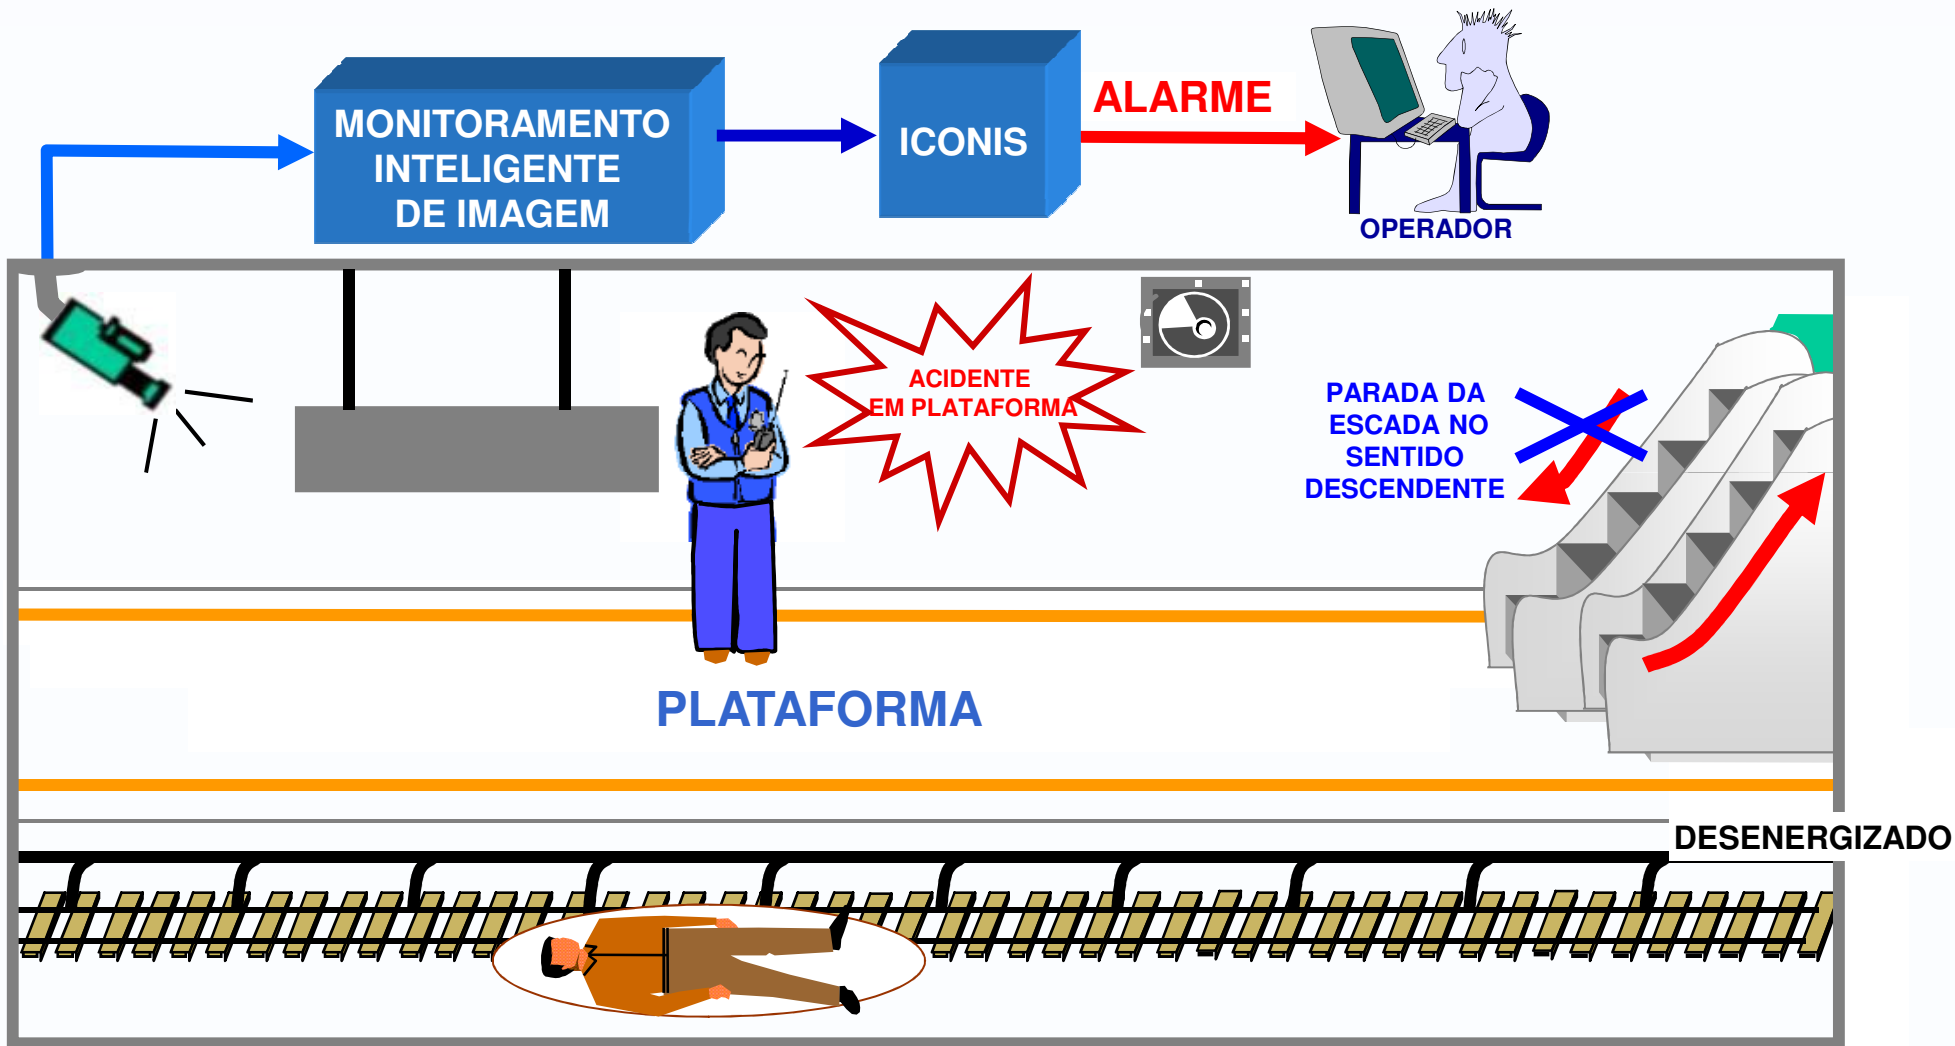 MONITORAMENTO
INTELIGENTE
DE IMAGEM
ICONIS
ALARME
OPERADOR
ACIDENTE
EM PLATAFORMA
PARADA DA
ESCADA NO
SENTIDO
DESCENDENTE
PLATAFORMA
DESENERGIZADO